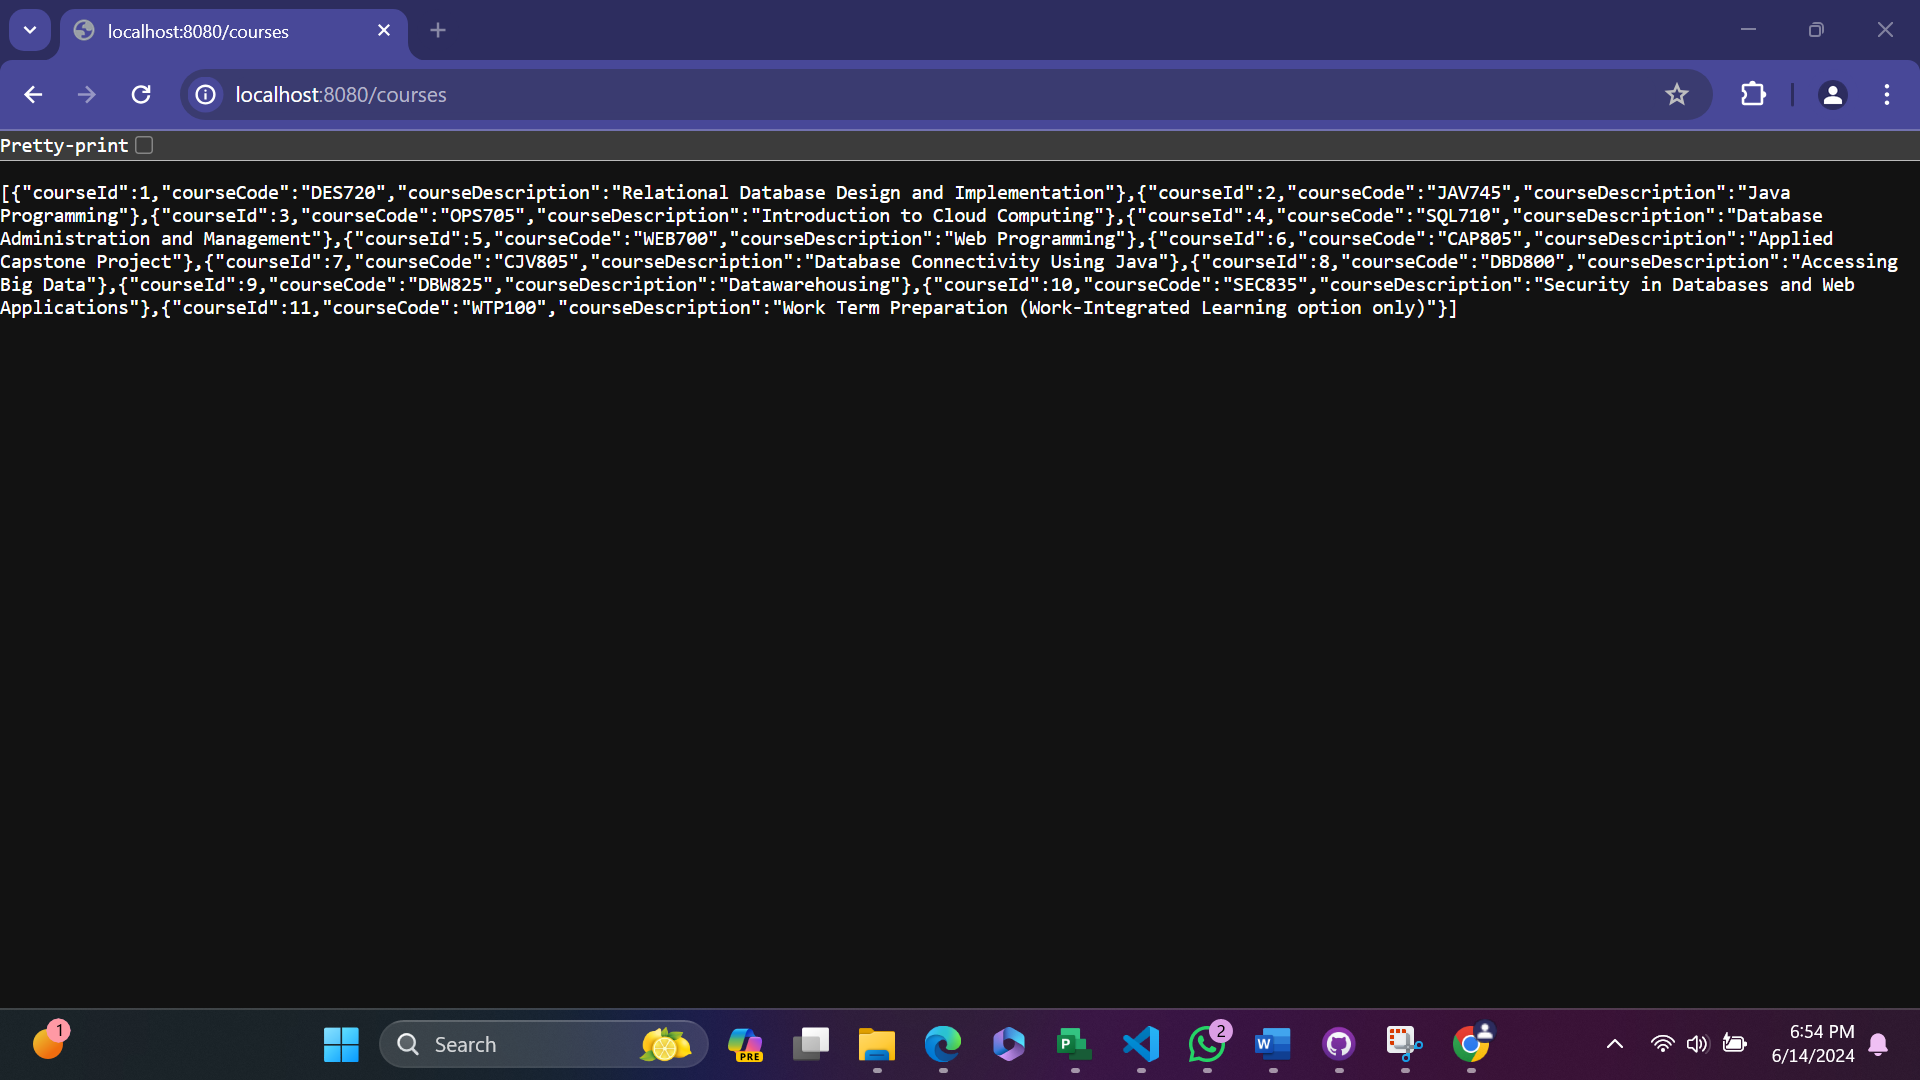 localhost:8080/courses
localhost:8080/courses
Pretty-print
[{"courseId":1,"courseCode":"DES720","courseDescription":"Relational Database Design and Implementation"},{"courseId":2,"courseCode":"JAV745","courseDescription":"Java
Programming"},{"courseId":3,"courseCode":"OPS705","courseDescription":"Introduction to Cloud Computing"},{"courseId":4,"courseCode":"SQL710","courseDescription":"Database
Administration and Management"},{"courseId":5,"courseCode":"WEB700","courseDescription":"Web Programming"},{"courseId":6,"courseCode":"CAP805","courseDescription":"Applied
Capstone Project"},{"courseId":7,"courseCode":"CJV805","courseDescription":"Database Connectivity Using Java"},{"courseId":8,"courseCode":"DBD800","courseDescription":"Accessing
Big Data"},{"courseId":9,"courseCode":"DBW825","courseDescription":"Datawarehousing"},{"courseId":10,"courseCode":"SEC835","courseDescription":"Security in Databases and Web
Applications"},{"courseId":11,"courseCode":"WTP100","courseDescription":"Work Term Preparation (Work-Integrated Learning option only)"}]
1
Search
PRE
P
2
W
6:54 PM
6/14/2024